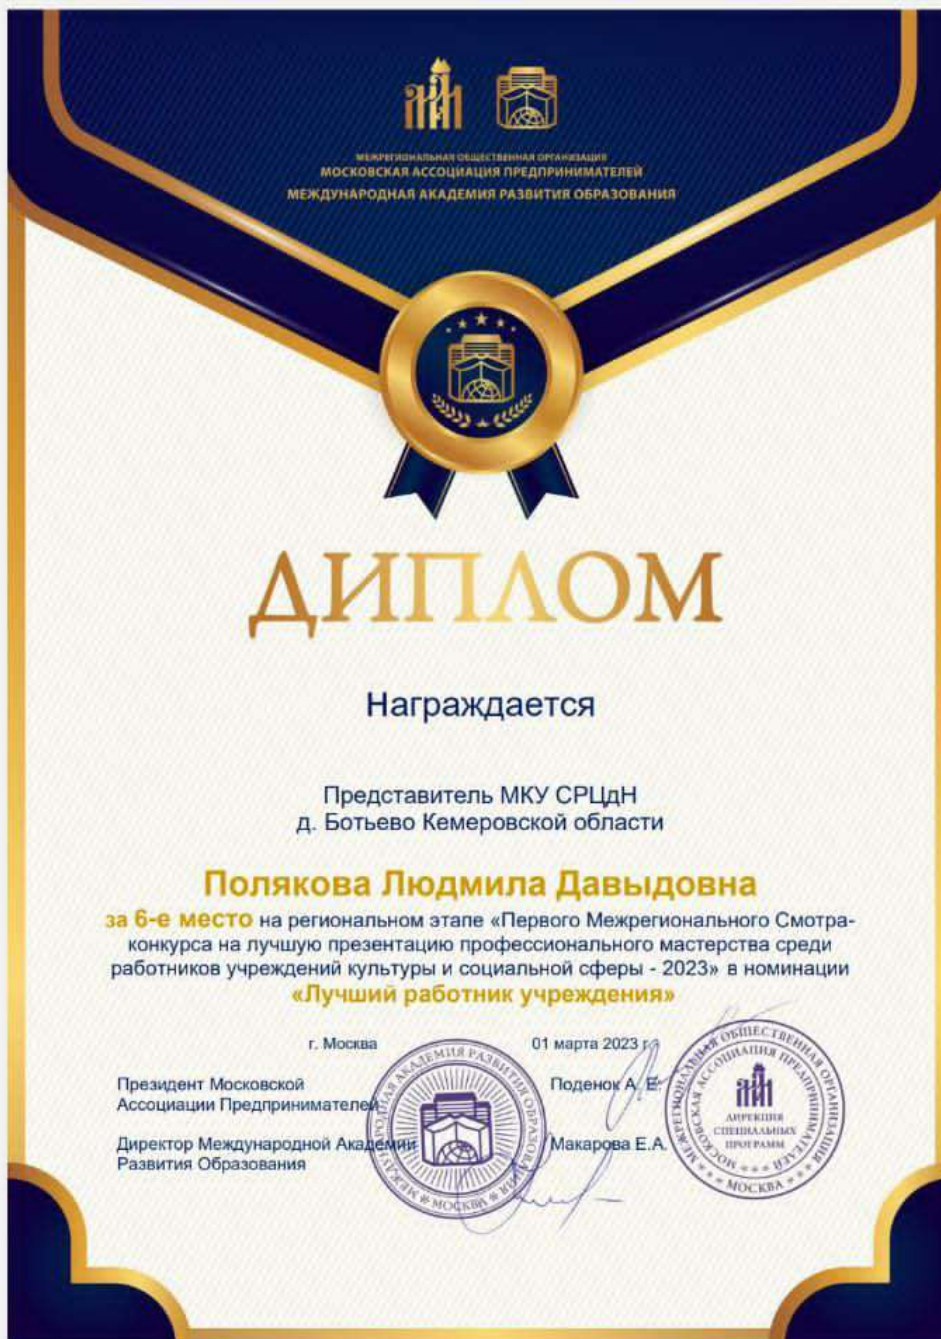 МЕЖРЕГИОНАЛЬНАЯ ОБЩЕСТВЕННАЯ ОРГАНИЗАЦИЯ
МОСКОВСКАЯ АССОЦИАЦИЯ ПРЕДПРИНИМАТЕЛЕЙ
МЕЖДУНАРОДНАЯ АКАДЕМИЯ РАЗВИТИЯ ОБРАЗОВАНИЯ
ДИПЛОМ
Награждается
Представитель МКУ СРЦдН
д. Ботьево Кемеровской области
Полякова Людмила Давыдовна
за 6-е место на региональном этапе «Первого Межрегионального Смотра-
конкурса на лучшую презентацию профессионального мастерства среди
работников учреждений культуры и социальной сферы - 2023» в номинации
«Лучший работник учреждения»
г. Москва 01 марта 2023 г.
Президент Московской Поденок А. Е.
Ассоциации Предпринимателей
Директор Международной Академии Макарова Е.А.
Развития Образования
МЕЖДУНАРОДНАЯ АКАДЕМИЯ РАЗВИТИЯ ОБРАЗОВАНИЯ
МОСКВА
МЕЖРЕГИОНАЛЬНАЯ ОБЩЕСТВЕННАЯ ОРГАНИЗАЦИЯ
МОСКОВСКАЯ АССОЦИАЦИЯ ПРЕДПРИНИМАТЕЛЕЙ
ДИРЕКЦИЯ
СПЕЦИАЛЬНЫХ
ПРОГРАММ
МОСКВА